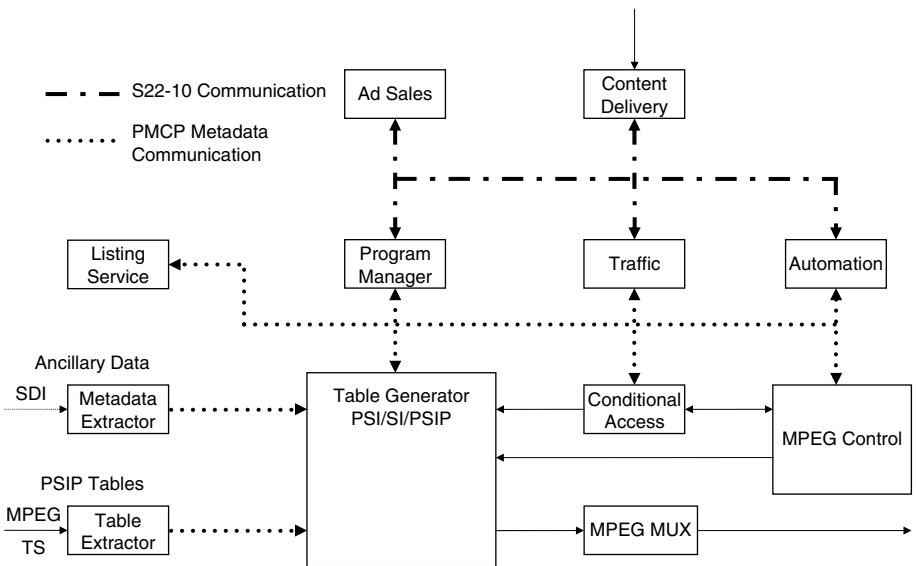 S22-10 Communication
PMCP Metadata
Communication
Ad Sales
Content
Delivery
Listing
Service
Program
Manager
Traffic
Automation
Ancillary Data
SDI
Metadata
Extractor
Table Generator
PSI/SI/PSIP
Conditional
Access
MPEG Control
PSIP Tables
MPEG
TS
Table
Extractor
MPEG MUX